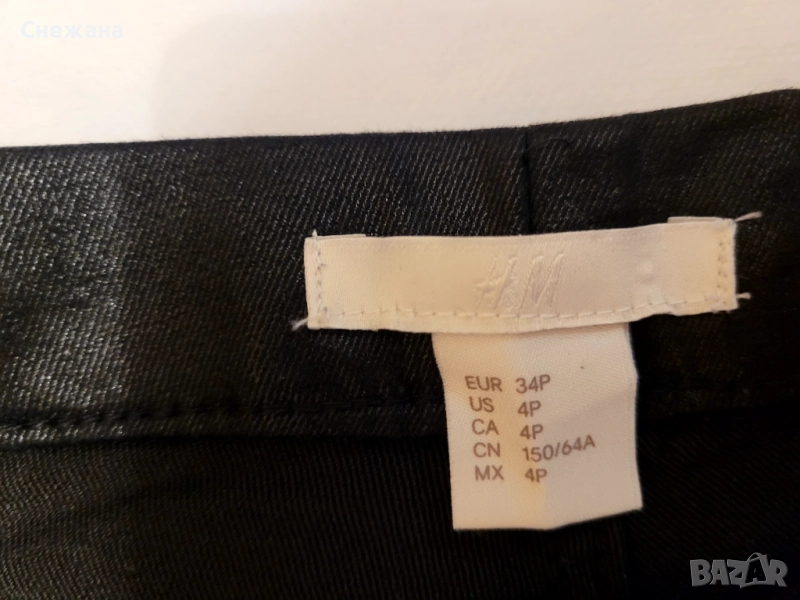 Снежана
H&M
EUR 34P
US 4P
CA 4P
CN 150/64A
MX 4P
BAZAR